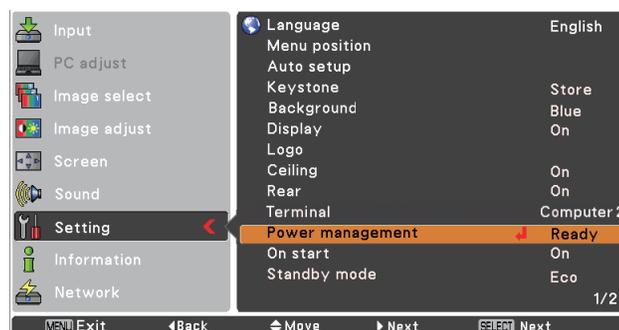 Input
PC adjust
Image select
Image adjust
Screen
Sound
Setting
Information
Network
Language English
Menu position
Auto setup
Keystone Store
Background Blue
Display On
Logo
Ceiling On
Rear On
Terminal Computer 2
Power management Ready
On start On
Standby mode Eco
1/2
MENU Exit Back Move Next SELECT Next